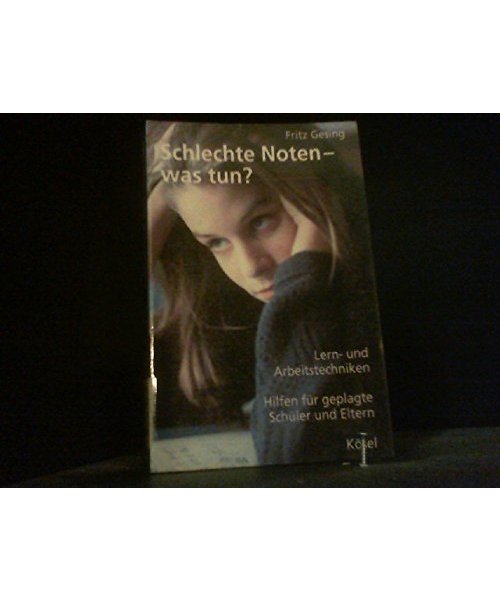 Fritz Gesing
Schlechte Noten–
was tun?
Lern- und
Arbeitstechniken
Hilfen für geplagte
Schüler und Eltern
Kösel